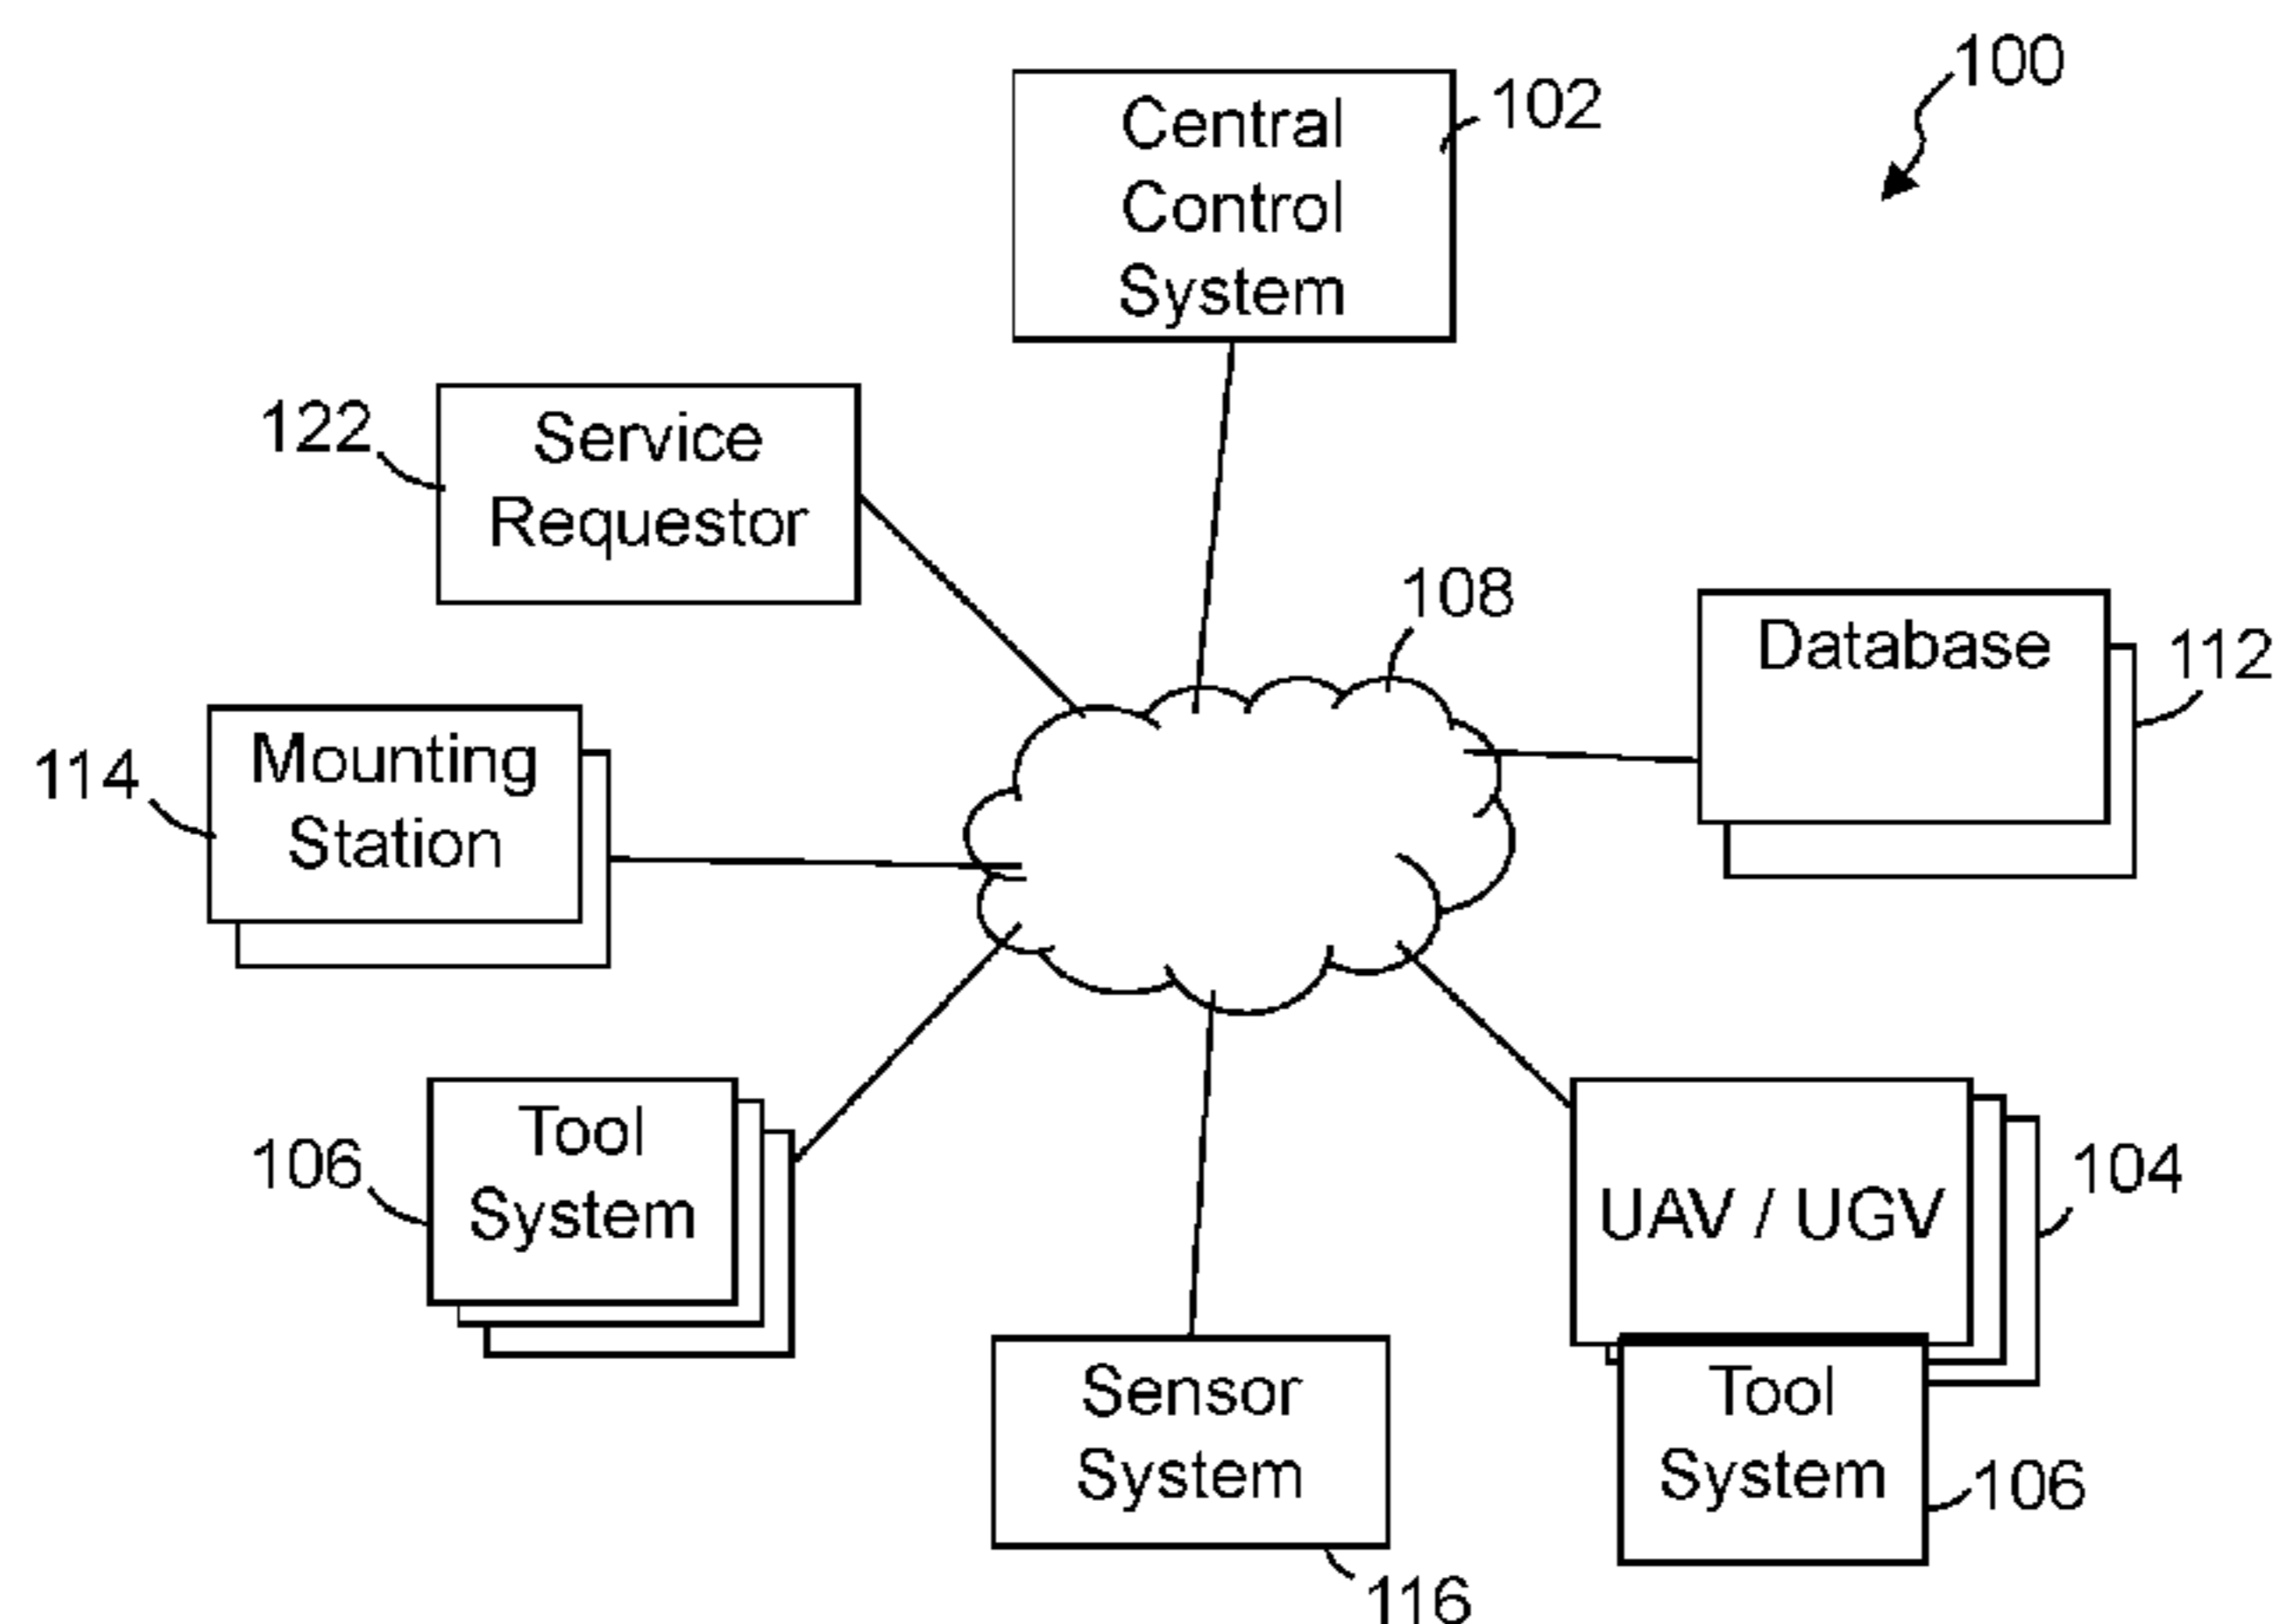 100
Central
Control
System
102
122
Service
Requestor
108
Database
112
114
Mounting
Station
106
Tool
System
UAV / UGV
104
Tool
System
106
Sensor
System
116